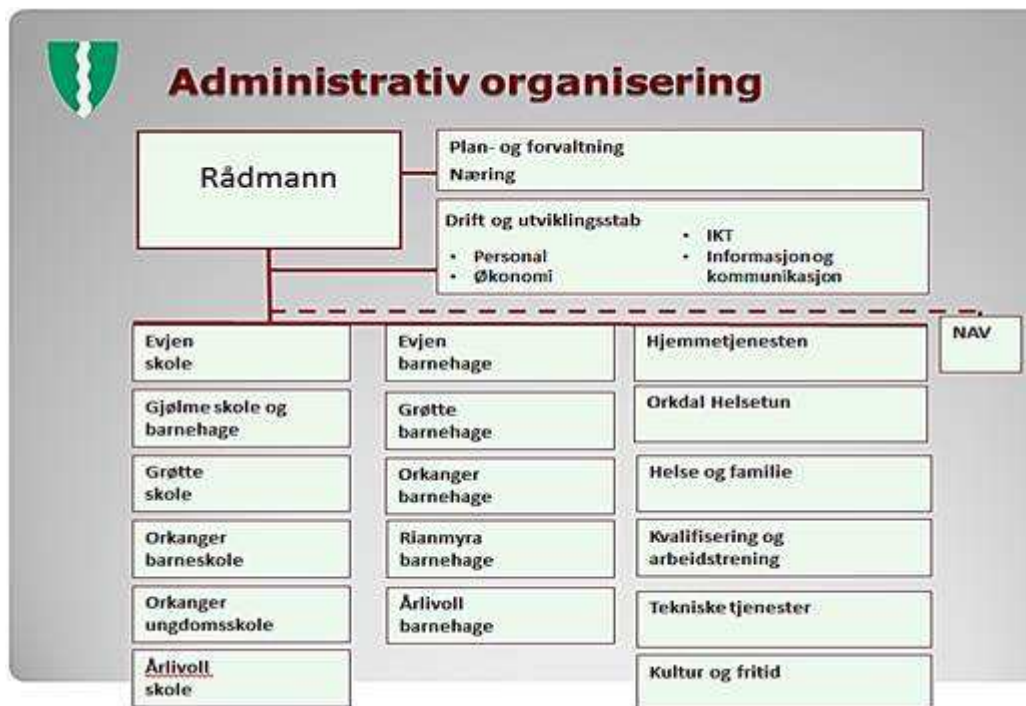 Administrativ organisering
Rådmann
Plan- og forvaltning
Næring
Drift og utviklingsstab
• Personal
• Økonomi
• IKT
• Informasjon og
kommunikasjon
NAV
Evjen
skole
Gjølme skole og
barnehage
Grøtte
skole
Orkanger
barneskole
Orkanger
ungdomsskole
Årlivoll
skole
Evjen
barnehage
Grøtte
barnehage
Orkanger
barnehage
Rianmyra
barnehage
Årlivoll
barnehage
Hjemmetjenesten
Orkdal Helsetun
Helse og familie
Kvalifisering og
arbeidstrening
Tekniske tjenester
Kultur og fritid